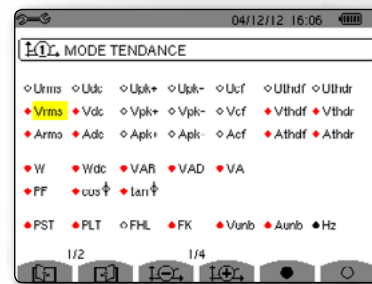 04/12/12 16:06
1 MODE TENDANCE
Urms Udc Upk+ Upk- Ucf Uthdf Uthdr
Vrms Vdc Vpk+ Vpk- Vcf Vthdf Vthdr
Arms Adc Apk+ Apk- Acf Athdf Athdr
W Wdc VAR VAD VA
PF cos ϕ tan ϕ
PST PLT FHL FK Vunb Aunb Hz
1/2 1/4